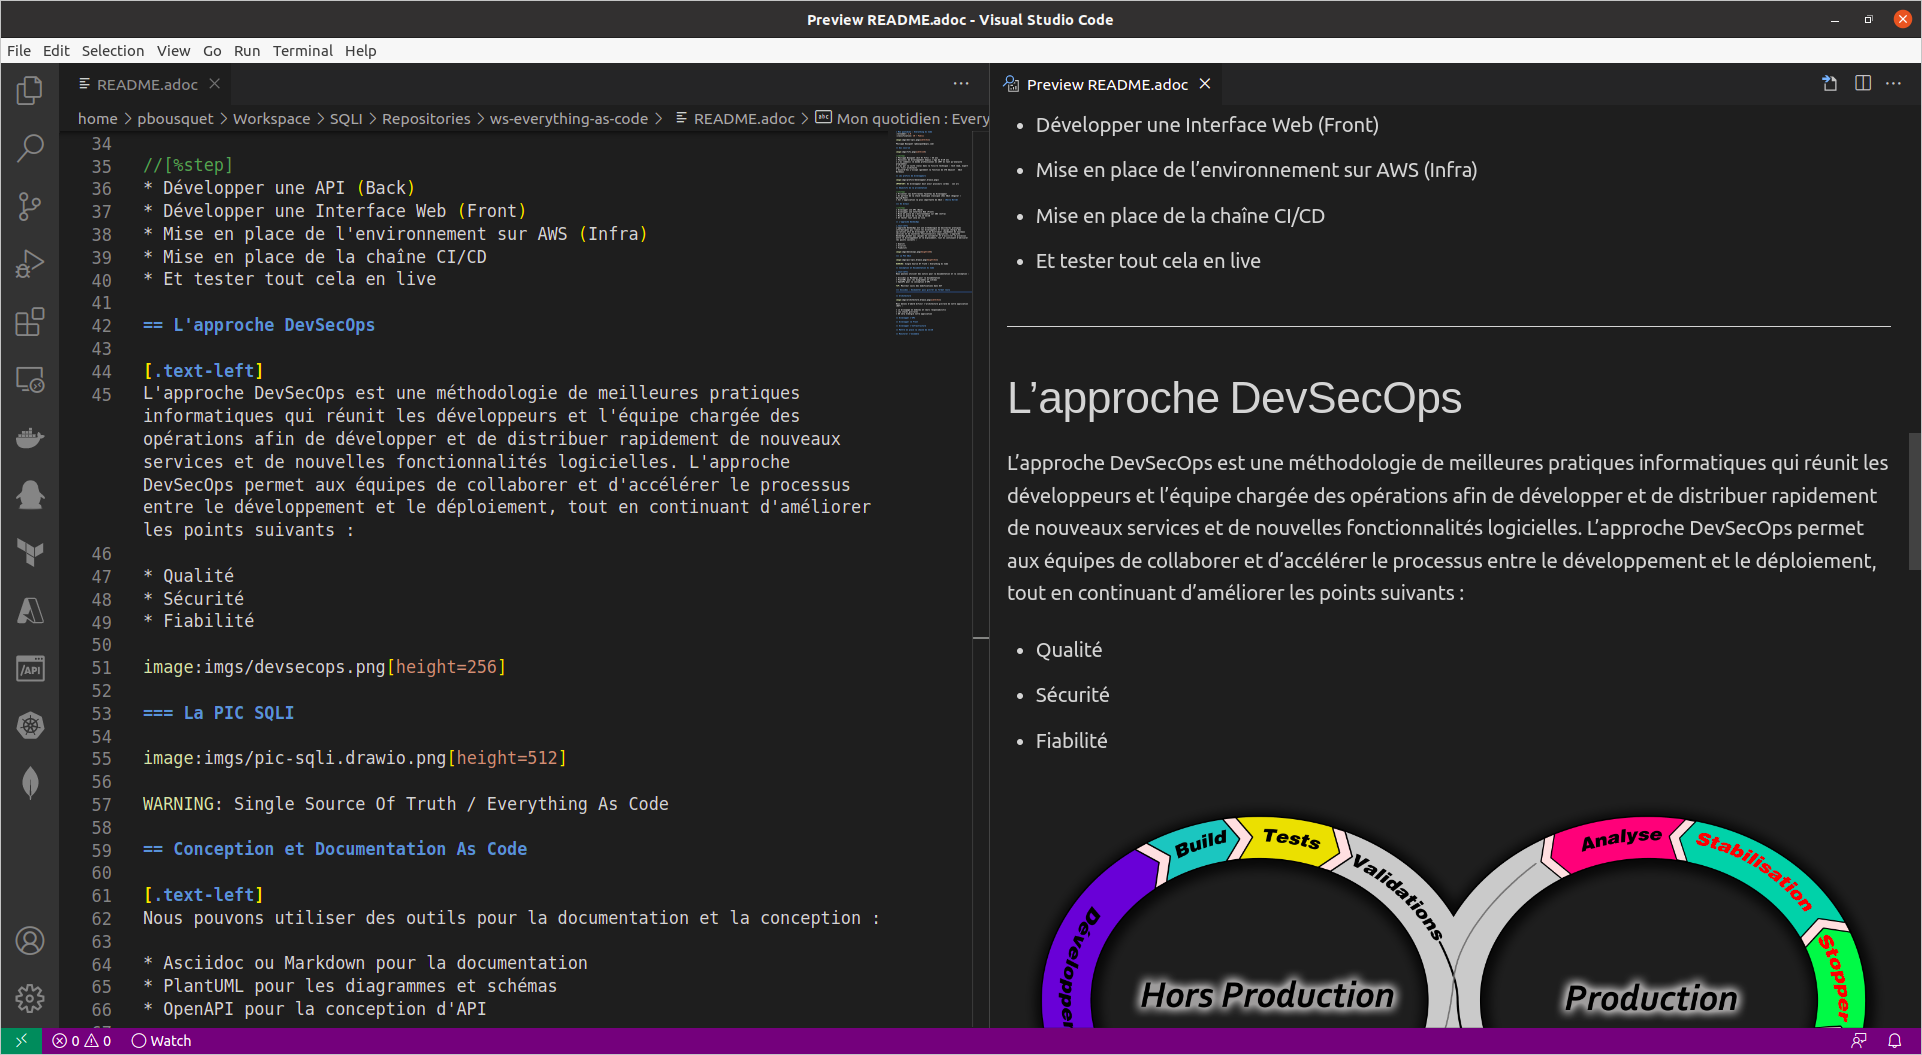 Preview README.adoc - Visual Studio Code
File Edit Selection View Go Run Terminal Help
README.adoc
home > pbousquet > Workspace > SQLI > Repositories > ws-everything-as-code > README.adoc > Mon quotidien : Every
34
35 //[%step]
36 * Développer une API (Back)
37 * Développer une Interface Web (Front)
38 * Mise en place de l'environnement sur AWS (Infra)
39 * Mise en place de la chaîne CI/CD
40 * Et tester tout cela en live
41
42 == L'approche DevSecOps
43
44 [.text-left]
45 L'approche DevSecOps est une méthodologie de meilleures pratiques
informatiques qui réunit les développeurs et l'équipe chargée des
opérations afin de développer et de distribuer rapidement de nouveaux
services et de nouvelles fonctionnalités logicielles. L'approche
DevSecOps permet aux équipes de collaborer et d'accélérer le processus
entre le développement et le déploiement, tout en continuant d'améliorer
les points suivants :
46
47 * Qualité
48 * Sécurité
49 * Fiabilité
50
51 image:imgs/devsecops.png[height=256]
52
53 === La PIC SQLI
54
55 image:imgs/pic-sqli.drawio.png[height=512]
56
57 WARNING: Single Source Of Truth / Everything As Code
58
59 == Conception et Documentation As Code
60
61 [.text-left]
62 Nous pouvons utiliser des outils pour la documentation et la conception :
63
64 * Asciidoc ou Markdown pour la documentation
65 * PlantUML pour les diagrammes et schémas
66 * OpenAPI pour la conception d'API
/API
Preview README.adoc
• Développer une Interface Web (Front)
• Mise en place de l’environnement sur AWS (Infra)
• Mise en place de la chaîne CI/CD
• Et tester tout cela en live
L’approche DevSecOps
L’approche DevSecOps est une méthodologie de meilleures pratiques informatiques qui réunit les
développeurs et l’équipe chargée des opérations afin de développer et de distribuer rapidement
de nouveaux services et de nouvelles fonctionnalités logicielles. L’approche DevSecOps permet
aux équipes de collaborer et d’accélérer le processus entre le développement et le déploiement,
tout en continuant d’améliorer les points suivants :
• Qualité
• Sécurité
• Fiabilité
Développer
Build
Tests
Validations
Analyse
Stabilisation
Stopper
Hors Production
Production
0 0 Watch